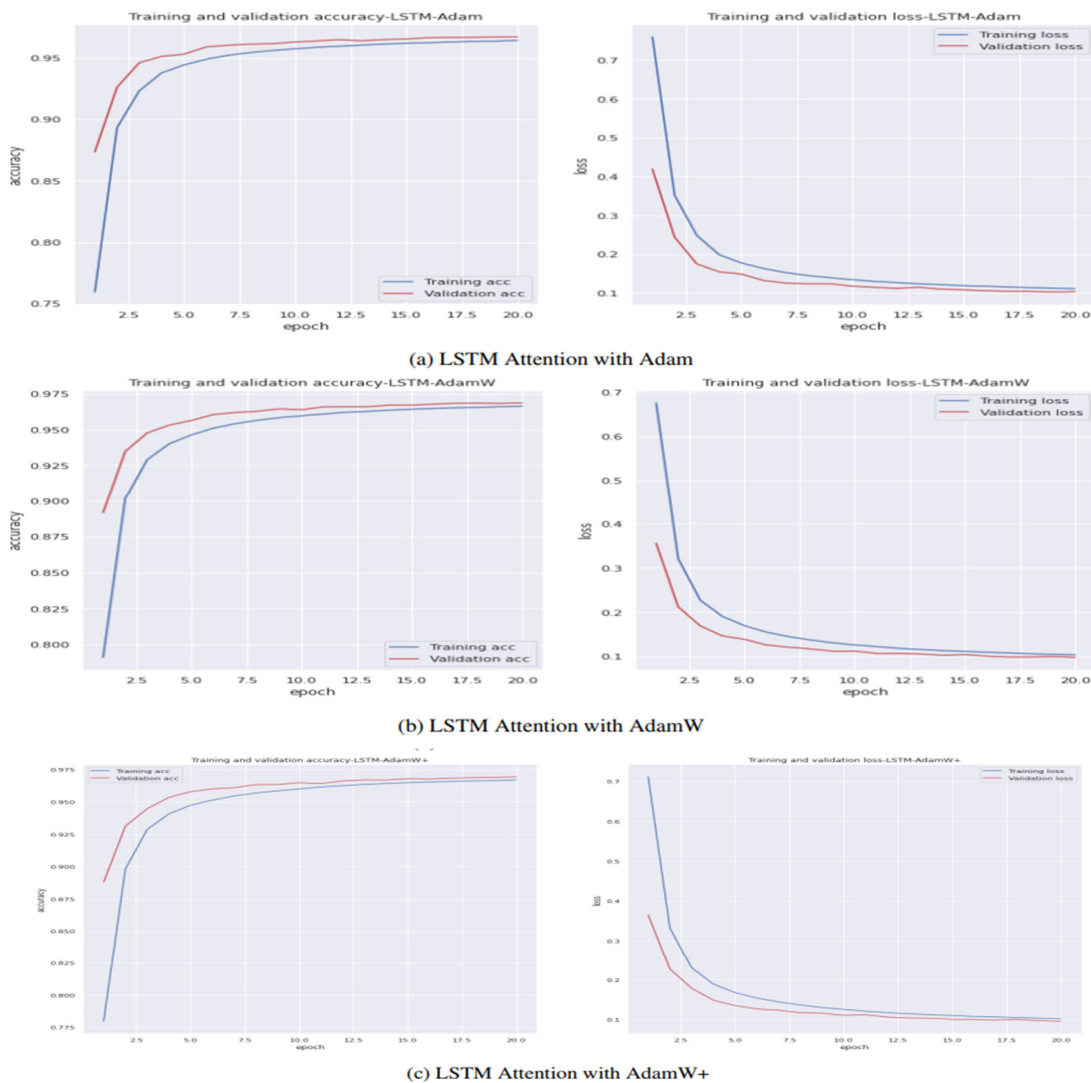 Training and validation accuracy-LSTM-Adam
accuracy
0.95
0.90
0.85
0.80
0.75
Training acc
Validation acc
2.5 5.0 7.5 10.0 12.5 15.0 17.5 20.0
epoch
Training and validation loss-LSTM-Adam
loss
0.7
0.6
0.5
0.4
0.3
0.2
0.1
Training loss
Validation loss
2.5 5.0 7.5 10.0 12.5 15.0 17.5 20.0
epoch
(a) LSTM Attention with Adam
Training and validation accuracy-LSTM-AdamW
accuracy
0.975
0.950
0.925
0.900
0.875
0.850
0.825
0.800
Training acc
Validation acc
2.5 5.0 7.5 10.0 12.5 15.0 17.5 20.0
epoch
Training and validation loss-LSTM-AdamW
loss
0.7
0.6
0.5
0.4
0.3
0.2
0.1
Training loss
Validation loss
2.5 5.0 7.5 10.0 12.5 15.0 17.5 20.0
epoch
(b) LSTM Attention with AdamW
Training and validation accuracy-LSTM-AdamW+
accuracy
0.975
0.950
0.925
0.900
0.875
0.850
0.825
0.800
0.775
Training acc
Validation acc
2.5 5.0 7.5 10.0 12.5 15.0 17.5 20.0
epoch
Training and validation loss-LSTM-AdamW+
loss
0.7
0.6
0.5
0.4
0.3
0.2
0.1
Training loss
Validation loss
2.5 5.0 7.5 10.0 12.5 15.0 17.5 20.0
epoch
(c) LSTM Attention with AdamW+